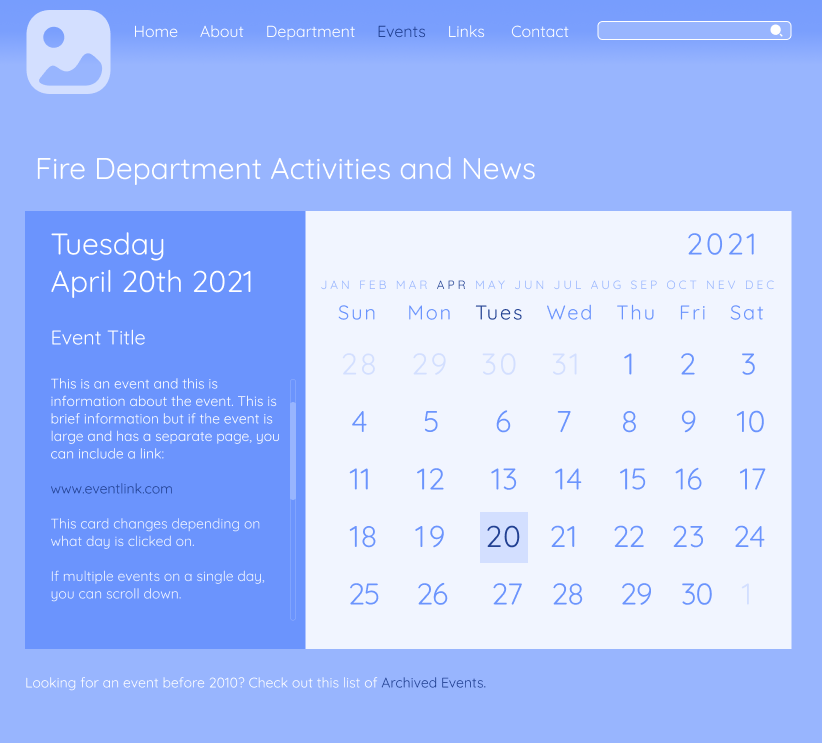 Home About Department Events Links Contact
Fire Department Activities and News
Tuesday
April 20th 2021
Event Title
This is an event and this is
information about the event. This is
brief information but if the event is
large and has a separate page, you
can include a link:
www.eventlink.com
This card changes depending on
what day is clicked on.
If multiple events on a single day,
you can scroll down.
2021
JAN FEB MAR APR MAY JUN JUL AUG SEP OCT NEV DEC
Sun Mon Tues Wed Thu Fri Sat
28 29 30 31 1 2 3
4 5 6 7 8 9 10
11 12 13 14 15 16 17
18 19 20 21 22 23 24
25 26 27 28 29 30 1
Looking for an event before 2010? Check out this list of Archived Events.